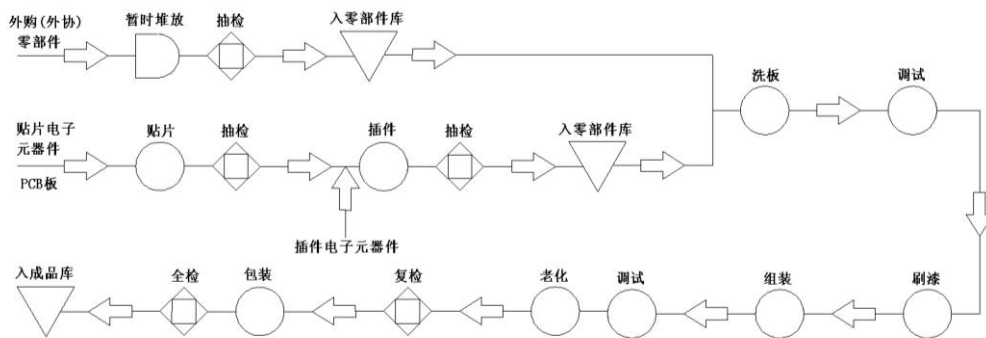 外购(外协)
零部件
暂时堆放
抽检
入零部件库
洗板
调试
贴片电子
元器件
PCB板
贴片
抽检
插件
抽检
入零部件库
插件电子元器件
入成品库
全检
包装
复检
老化
调试
组装
刷漆